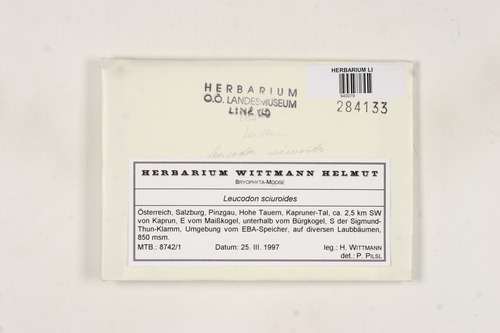 HERBARIUM LI
HERBARIUM
O.Ö. LANDESMUSEUM
LINZ
284133
Leucodon sciuroides
HERBARIUM WITTMANN HELMUT
BRYOPHYTA-MOOSE
Leucodon sciuroides
Österreich, Salzburg, Pinzgau, Hohe Tauern, Kapruner-Tal, ca. 2,5 km SW
von Kaprun, E vom Maißkogel, unterhalb vom Bürgkogel, S der Sigmund-
Thun-Klamm, Umgebung vom EBA-Speicher, auf diversen Laubbäumen,
850 msm.
MTB.: 8742/1 Datum: 25. III. 1997 leg.: H. WITTMANN
det.: P. PILSL